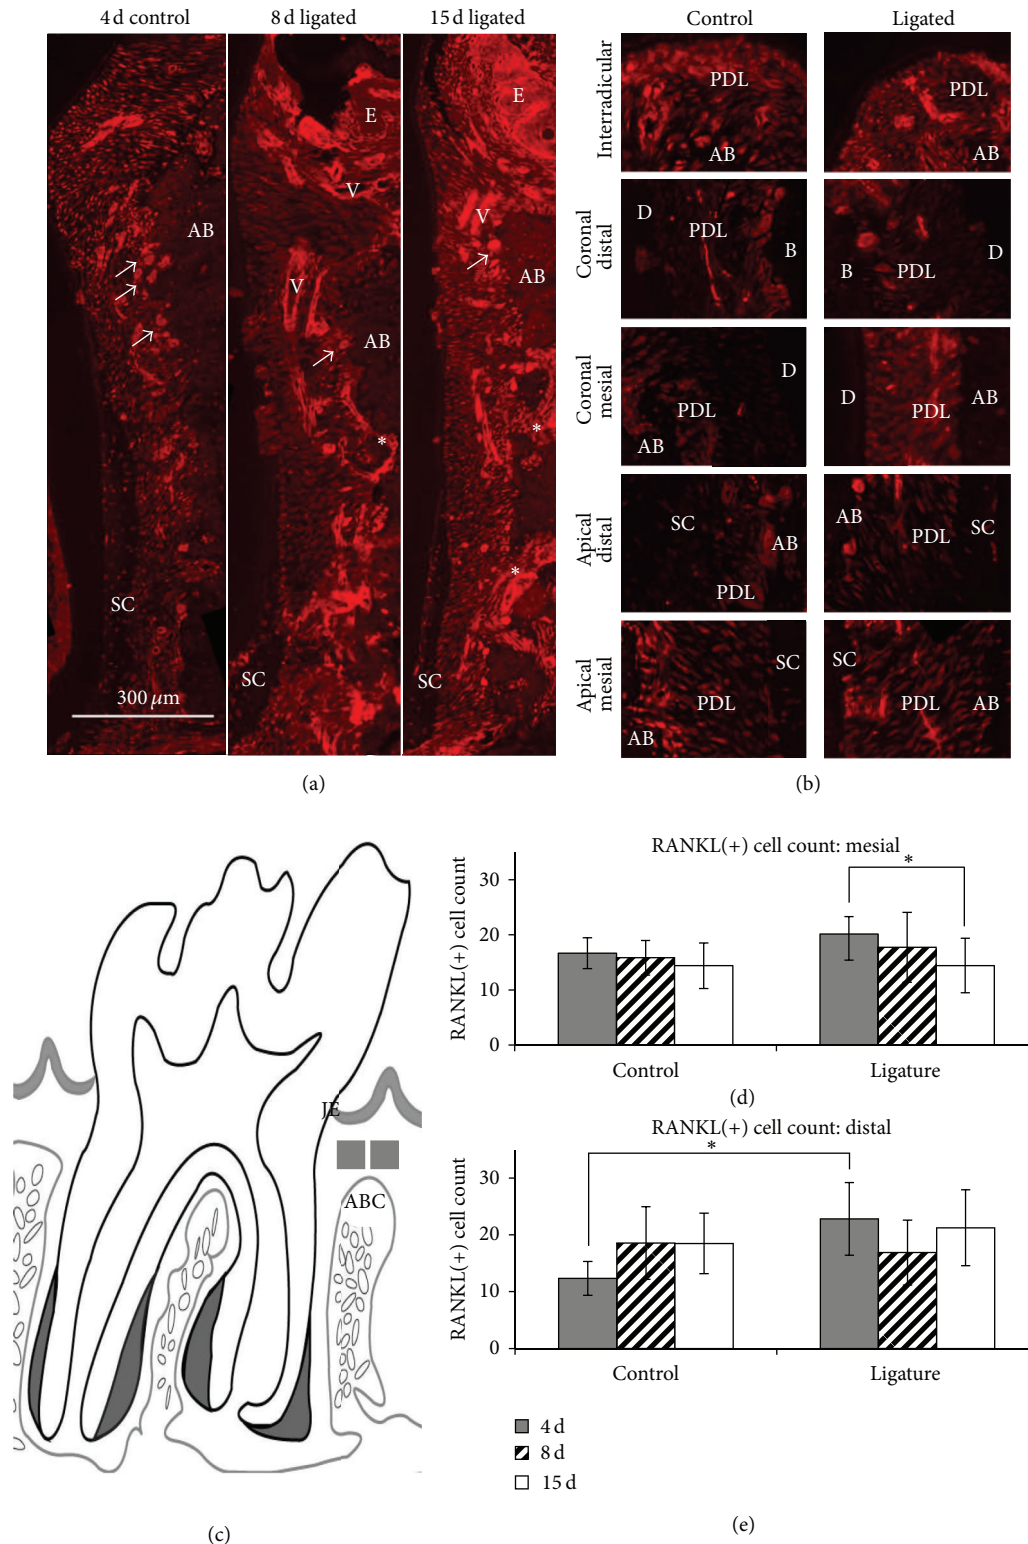 4 d control
8 d ligated
15 d ligated
AB
SC
300 μm
E
V
V
AB
*
SC
E
V
AB
*
*
SC
(a)
Control
Ligated
Interradicular
PDL
AB
PDL
AB
Coronal
distal
D
PDL
B
B
PDL
D
Coronal
mesial
D
PDL
AB
D
PDL
AB
Apical
distal
SC
AB
PDL
AB
PDL
SC
Apical
mesial
PDL
SC
AB
SC
PDL
AB
(b)
JE
ABC
(c)
RANKL(+) cell count: mesial
*
RANKL(+) cell count
30
20
10
0
Control
Ligature
(d)
RANKL(+) cell count: distal
*
RANKL(+) cell count
30
20
10
0
Control
Ligature
4 d
8 d
15 d
(e)